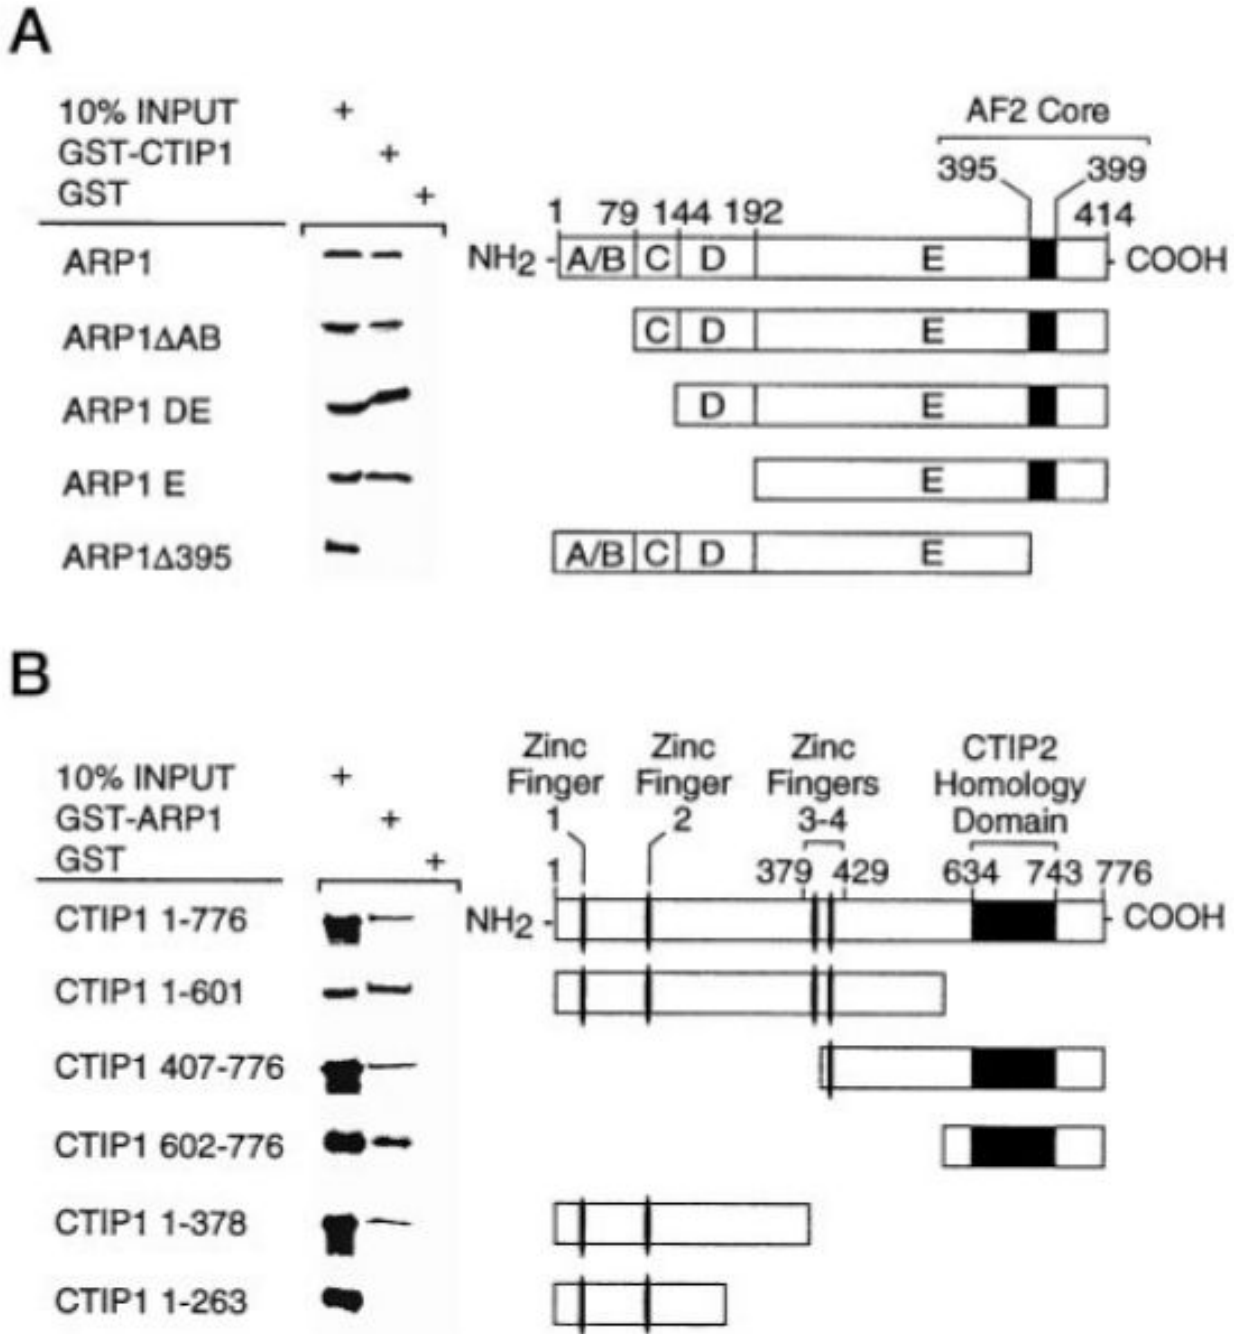 A
10% INPUT +
GST-CTIP1 +
GST +
AF2 Core
395 399
1 79 144 192 414
ARP1
NH2 - A/B C D E - COOH
ARP1ΔAB
C D E
ARP1 DE
D E
ARP1 E
E
ARP1Δ395
A/B C D E
B
Zinc Finger 1
Zinc Finger 2
Zinc Fingers 3-4
CTIP2 Homology Domain
10% INPUT +
GST-ARP1 +
GST +
1 379 429 634 743 776
CTIP1 1-776
NH2 - - COOH
CTIP1 1-601
CTIP1 407-776
CTIP1 602-776
CTIP1 1-378
CTIP1 1-263